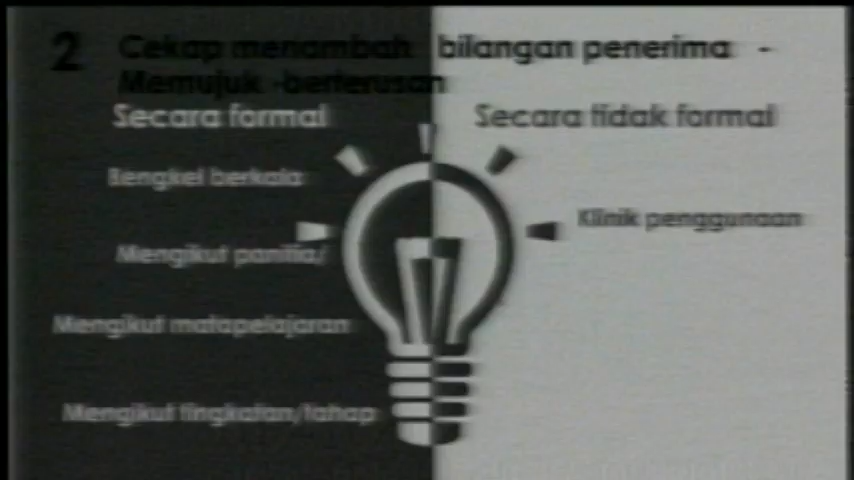 2 Cekap menambah bilangan penerima -
Memujuk -berterusan
Secara formal
Secara tidak formal
Bengkel berkala
Klinik penggunaan
Mengikut panitia/
Mengikut matapelajaran
Mengikut tingkatan/tahap